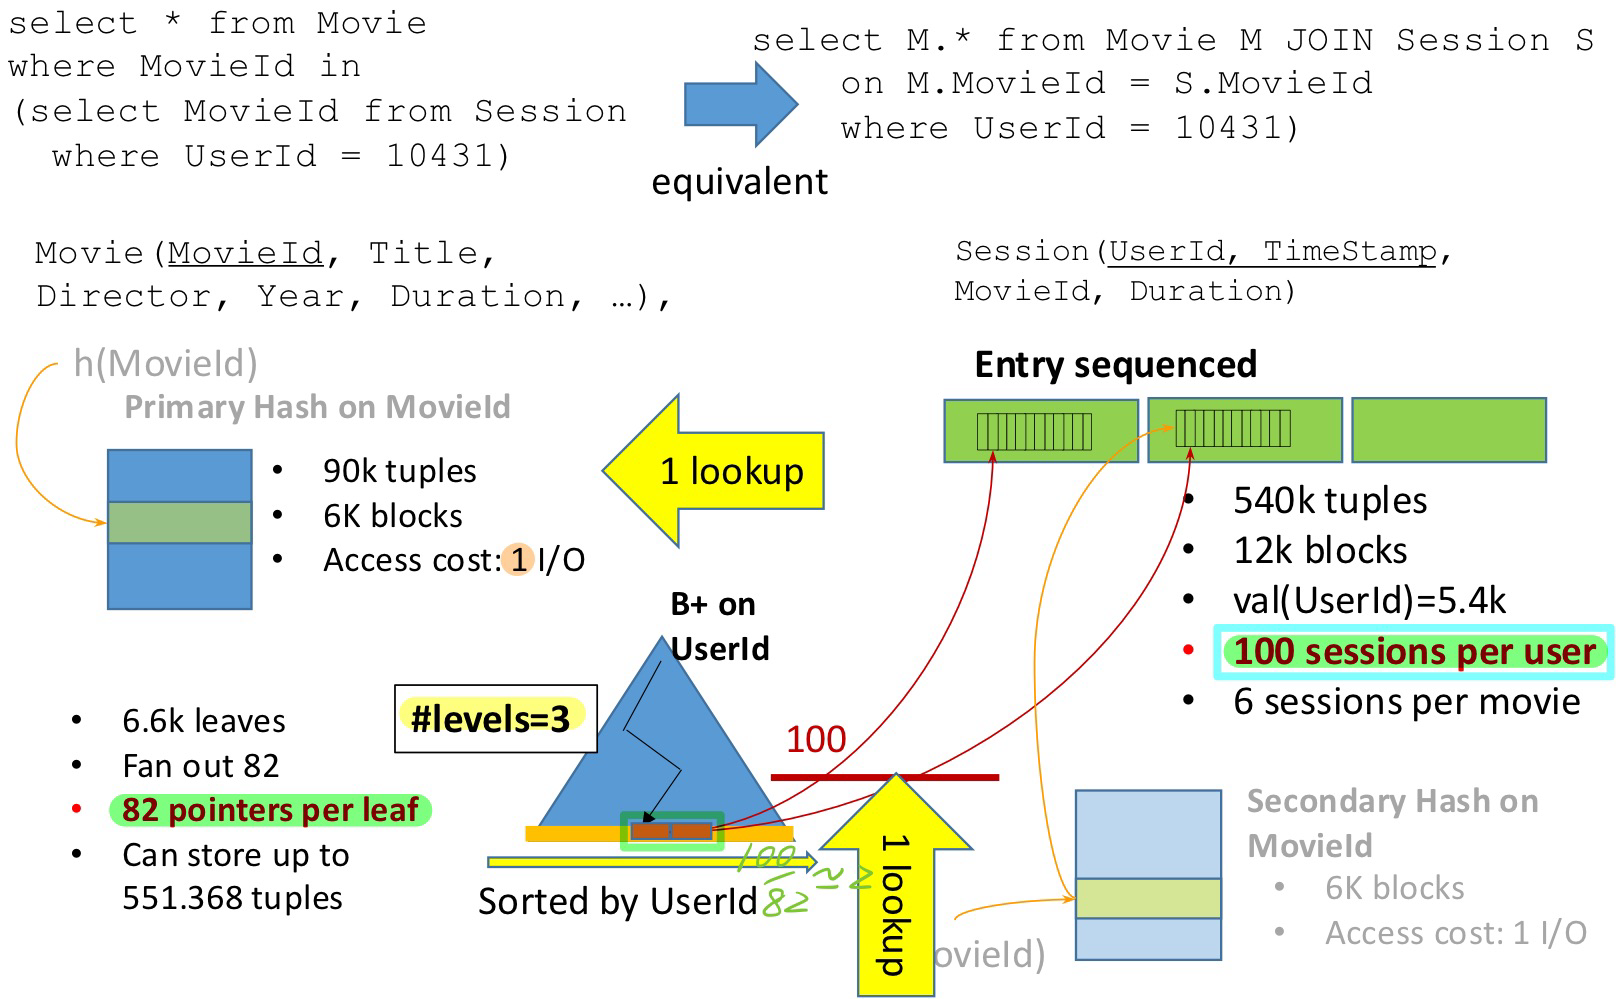 select * from Movie
where MovieId in
(select MovieId from Session
where UserId = 10431)
equivalent
select M.* from Movie M JOIN Session S
on M.MovieId = S.MovieId
where UserId = 10431)
Movie(MovieId, Title,
Director, Year, Duration, …),
Session(UserId, TimeStamp,
MovieId, Duration)
h(MovieId)
Primary Hash on MovieId
• 90k tuples
• 6K blocks
• Access cost: 1 I/O
1 lookup
Entry sequenced
• 540k tuples
• 12k blocks
• val(UserId)=5.4k
• 100 sessions per user
• 6 sessions per movie
B+ on
UserId
#levels=3
• 6.6k leaves
• Fan out 82
• 82 pointers per leaf
• Can store up to
551.368 tuples
100
Sorted by UserId
100/82 ≃ 2
1 lookup
ovieId)
Secondary Hash on
MovieId
• 6K blocks
• Access cost: 1 I/O